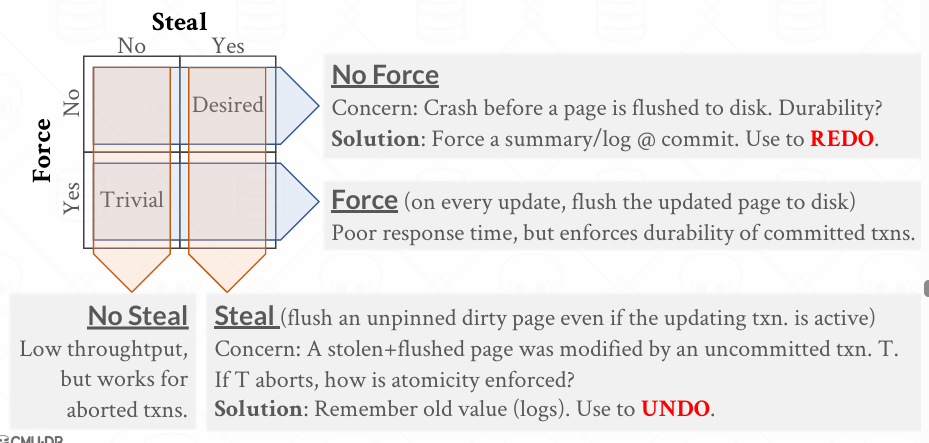 Steal
No Yes
Force
No
Yes
Desired
Trivial
No Force
Concern: Crash before a page is flushed to disk. Durability?
Solution: Force a summary/log @ commit. Use to REDO.
Force (on every update, flush the updated page to disk)
Poor response time, but enforces durability of committed txns.
No Steal
Low throughtput,
but works for
aborted txns.
Steal (flush an unpinned dirty page even if the updating txn. is active)
Concern: A stolen+flushed page was modified by an uncommitted txn. T.
If T aborts, how is atomicity enforced?
Solution: Remember old value (logs). Use to UNDO.
CMU·DB